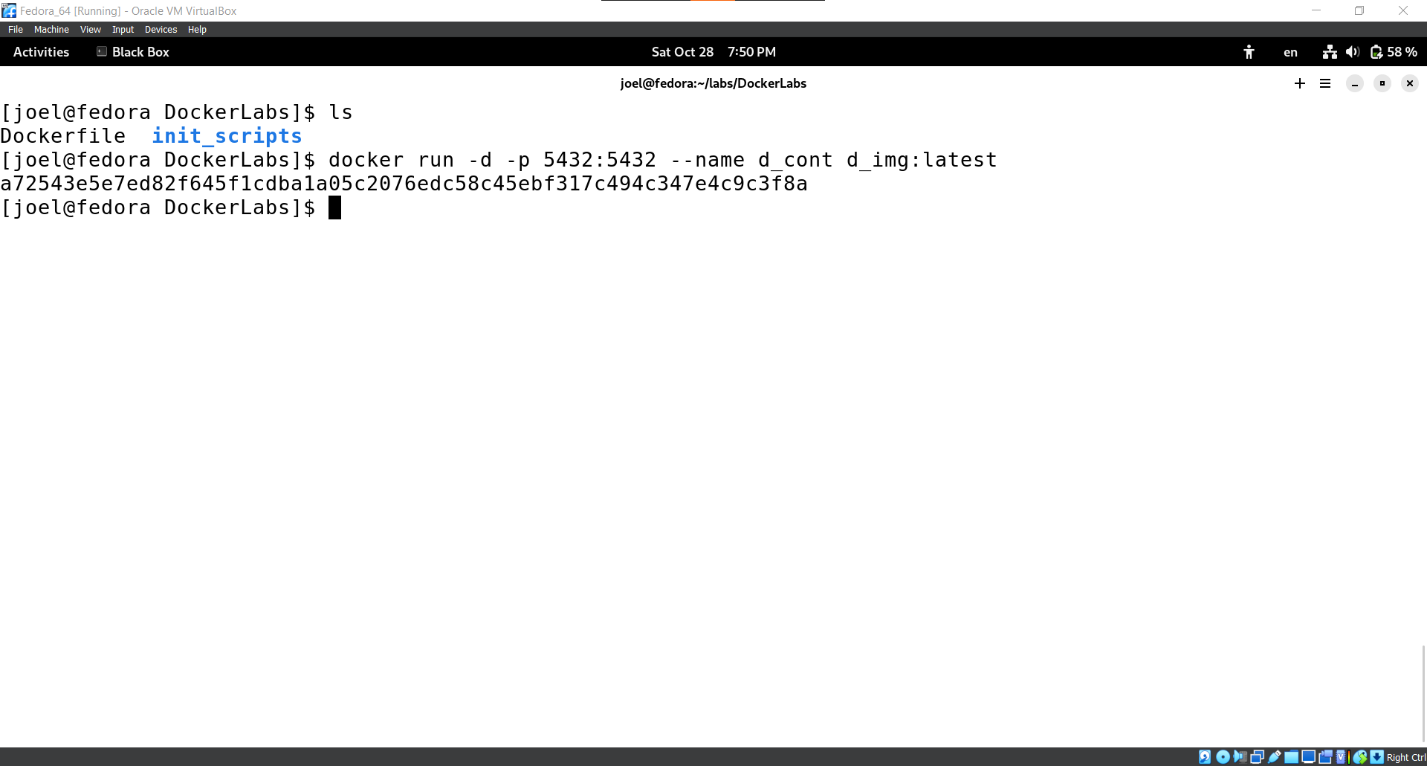 Fedora_64 [Running] - Oracle VM VirtualBox
File Machine View Input Devices Help
Activities Black Box Sat Oct 28 7:50 PM en 58 %
joel@fedora:~/labs/DockerLabs
[joel@fedora DockerLabs]$ ls
Dockerfile init_scripts
[joel@fedora DockerLabs]$ docker run -d -p 5432:5432 --name d_cont d_img:latest
a72543e5e7ed82f645f1cdba1a05c2076edc58c45ebf317c494c347e4c9c3f8a
[joel@fedora DockerLabs]$
Right Ctrl